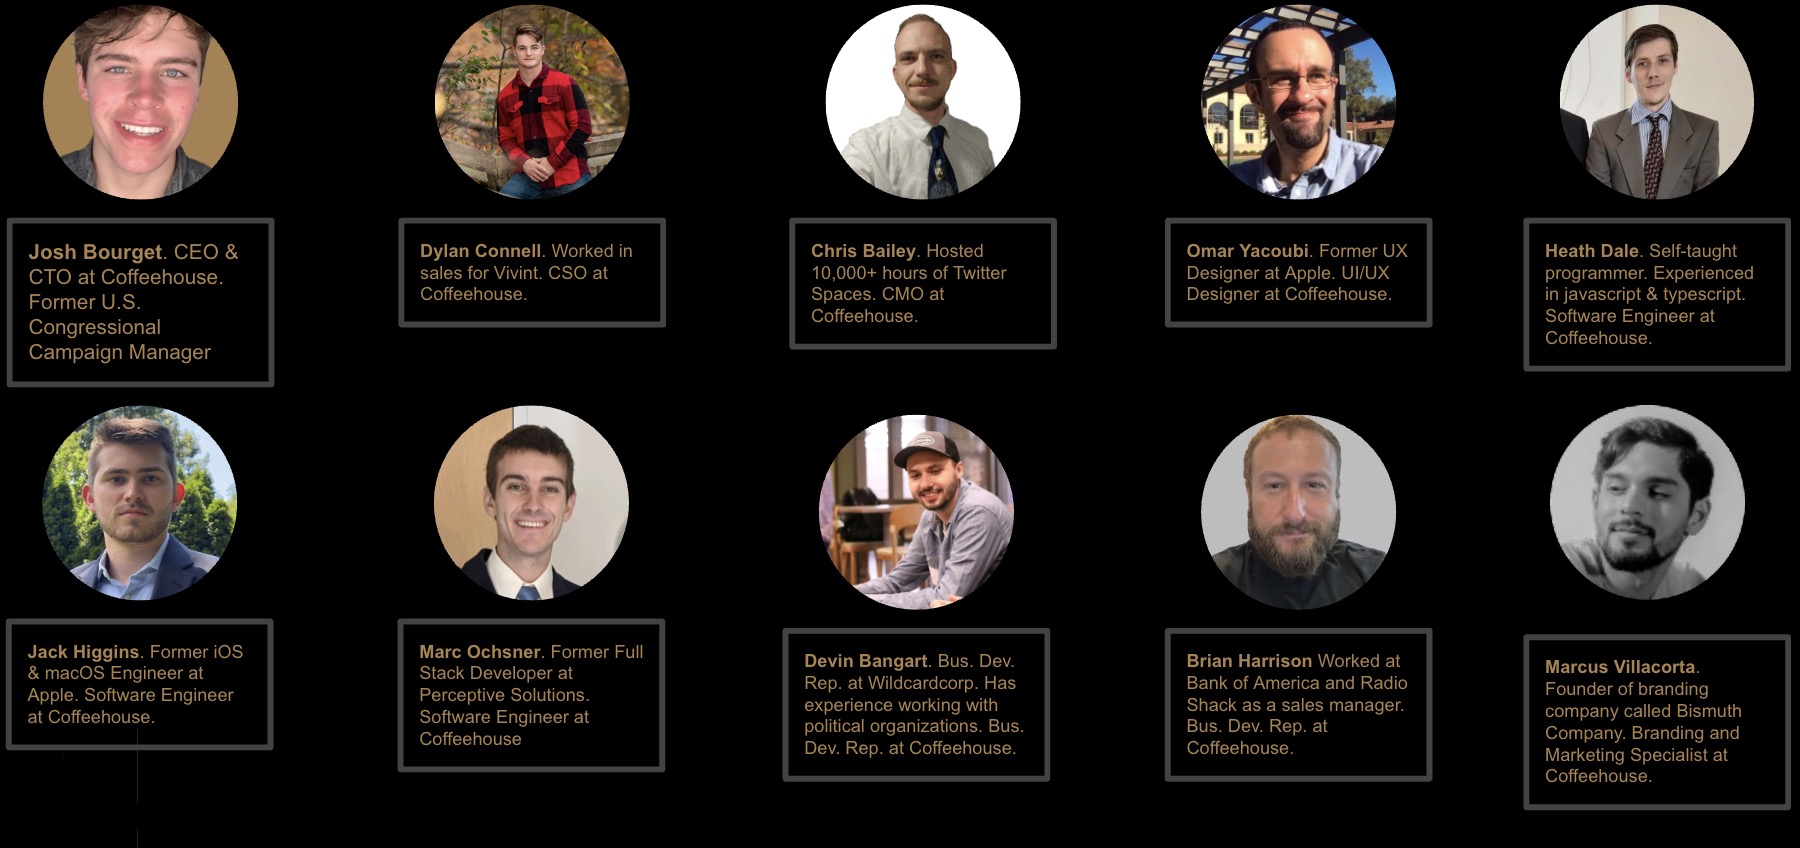 Josh Bourget. CEO &
CTO at Coffeehouse.
Former U.S.
Congressional
Campaign Manager
Dylan Connell. Worked in
sales for Vivint. CSO at
Coffeehouse.
Chris Bailey. Hosted
10,000+ hours of Twitter
Spaces. CMO at
Coffeehouse.
Omar Yacoubi. Former UX
Designer at Apple. UI/UX
Designer at Coffeehouse.
Heath Dale. Self-taught
programmer. Experienced
in javascript & typescript.
Software Engineer at
Coffeehouse.
Jack Higgins. Former iOS
& macOS Engineer at
Apple. Software Engineer
at Coffeehouse.
Marc Ochsner. Former Full
Stack Developer at
Perceptive Solutions.
Software Engineer at
Coffeehouse
Devin Bangart. Bus. Dev.
Rep. at Wildcardcorp. Has
experience working with
political organizations. Bus.
Dev. Rep. at Coffeehouse.
Brian Harrison Worked at
Bank of America and Radio
Shack as a sales manager.
Bus. Dev. Rep. at
Coffeehouse.
Marcus Villacorta.
Founder of branding
company called Bismuth
Company. Branding and
Marketing Specialist at
Coffeehouse.